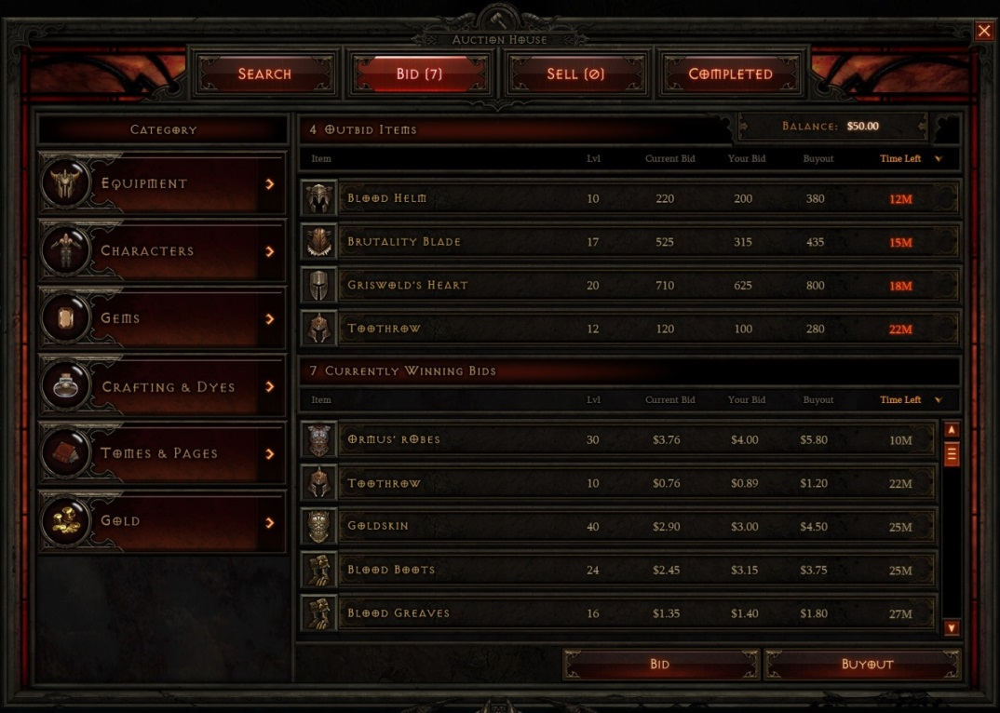 Auction House
Search
Bid (7)
Sell (0)
Completed
Category
Equipment
Characters
Gems
Crafting & Dyes
Tomes & Pages
Gold
4 Outbid Items
Balance: $50.00
Item Lvl Current Bid Your Bid Buyout Time Left
Blood Helm 10 220 200 380 12M
Brutality Blade 17 525 315 435 15M
Griswold's Heart 20 710 625 800 18M
Toothrow 12 120 100 280 22M
7 Currently Winning Bids
Item Lvl Current Bid Your Bid Buyout Time Left
Ormus' Robes 30 $3.76 $4.00 $5.80 10M
Toothrow 10 $0.76 $0.89 $1.20 22M
Goldskin 40 $2.90 $3.00 $4.50 25M
Blood Boots 24 $2.45 $3.15 $3.75 25M
Blood Greaves 16 $1.35 $1.40 $1.80 27M
Bid
Buyout